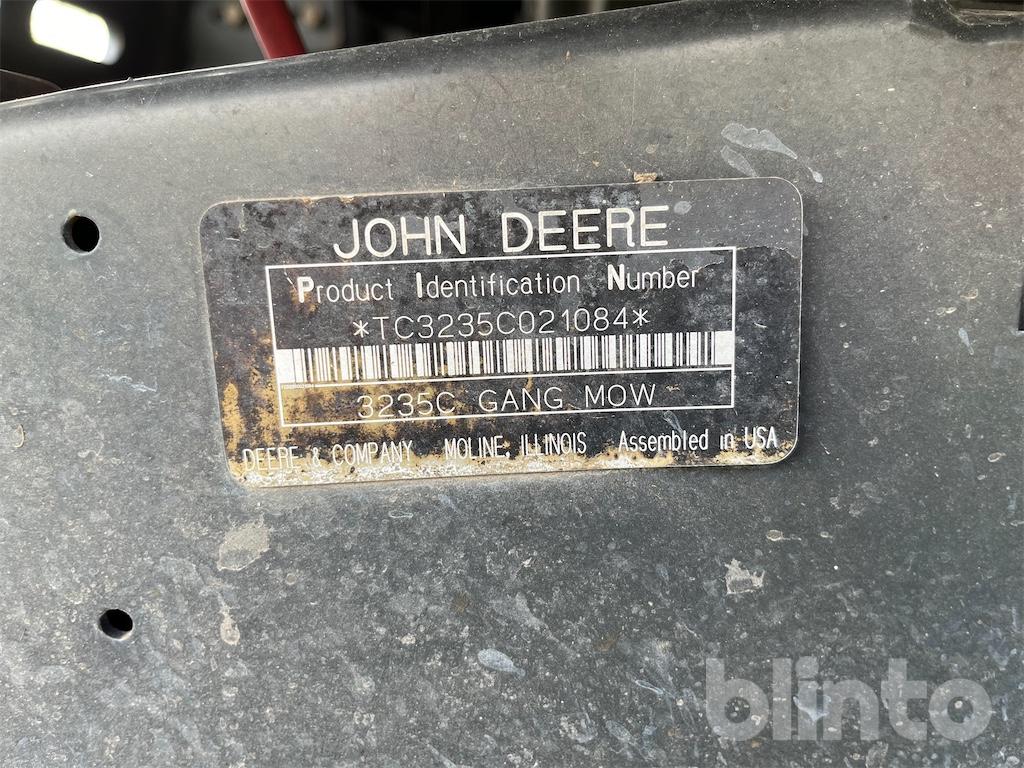 JOHN DEERE
Product Identification Number
*TC3235C021084*
3235C GANG MOW
DEERE & COMPANY MOLINE, ILLINOIS Assembled in USA
blinto